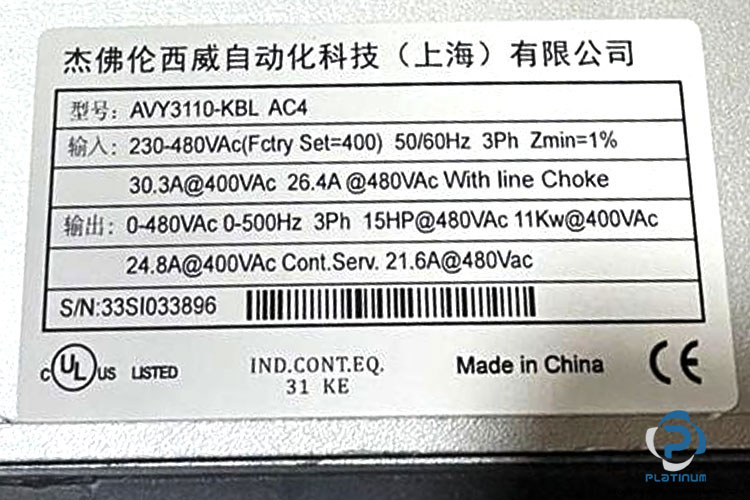 杰佛伦西威自动化科技（上海）有限公司
型号: AVY3110-KBL AC4
输入: 230-480VAc(Fctry Set=400) 50/60Hz 3Ph Zmin=1%
30.3A@400VAc 26.4A @480VAc With line Choke
输出: 0-480VAc 0-500Hz 3Ph 15HP@480VAc 11Kw@400VAc
24.8A@400VAc Cont.Serv. 21.6A@480Vac
S/N:33SI033896
c UL US LISTED
IND.CONT.EQ.
31 KE
Made in China
CE
PLATINUM